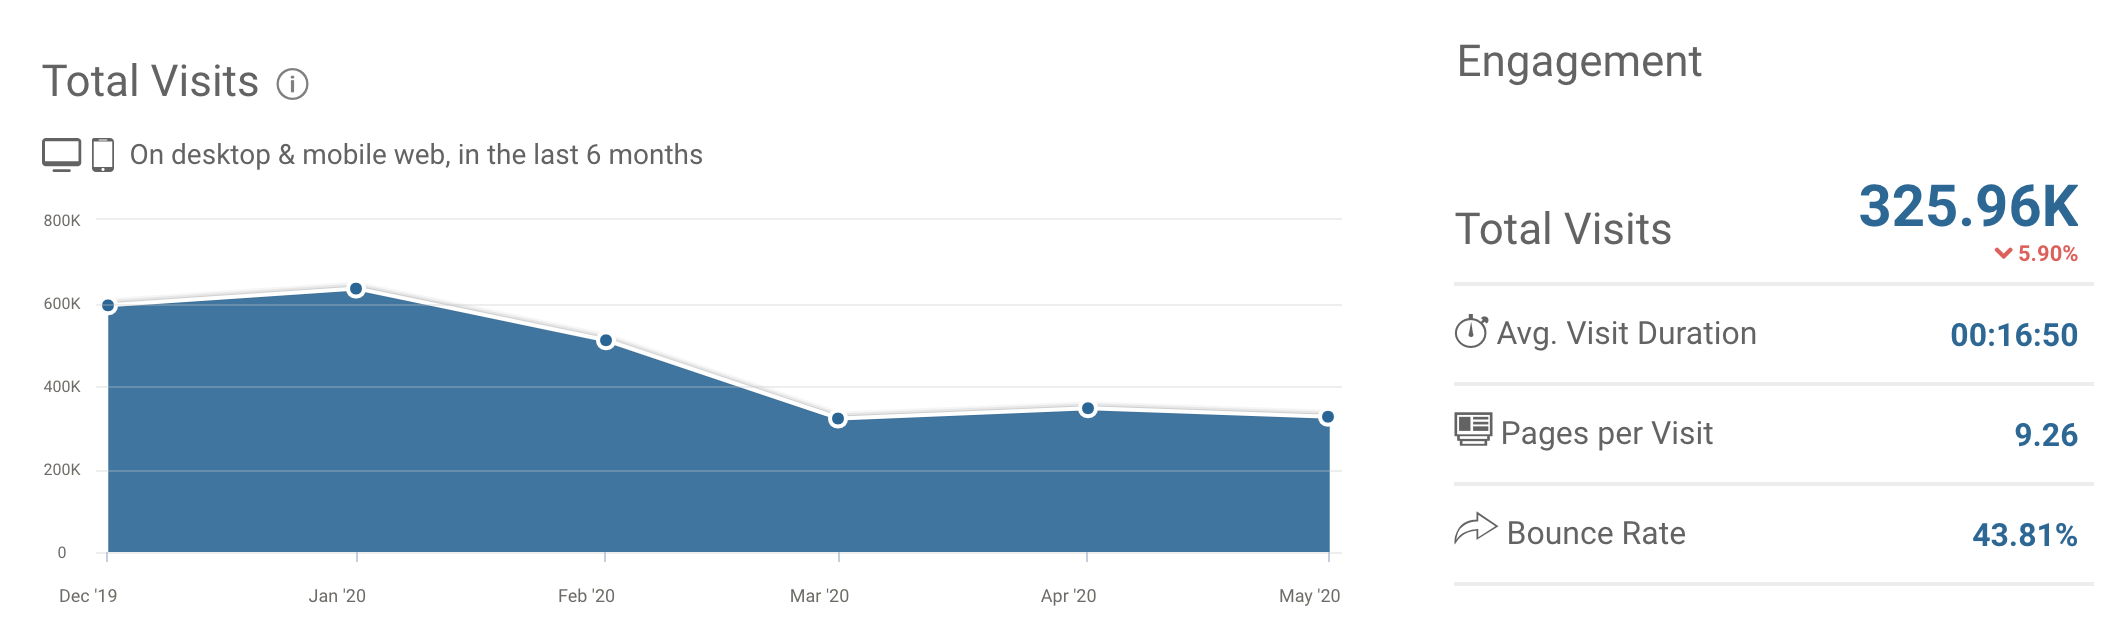 Total Visits
On desktop & mobile web, in the last 6 months
800K
600K
400K
200K
0
Dec '19 Jan '20 Feb '20 Mar '20 Apr '20 May '20
Engagement
Total Visits 325.96K
5.90%
Avg. Visit Duration 00:16:50
Pages per Visit 9.26
Bounce Rate 43.81%